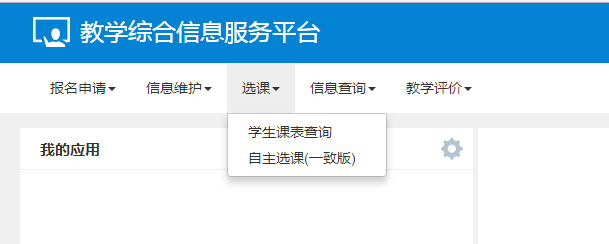 教学综合信息服务平台
报名申请 信息维护 选课 信息查询 教学评价
学生课表查询
自主选课(一致版)
我的应用